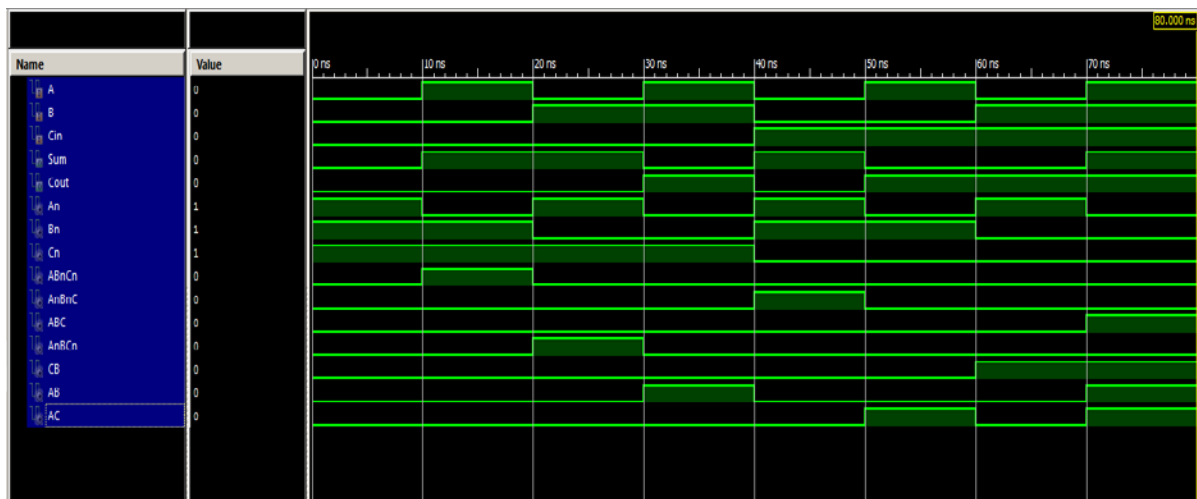 80.000 ns
Name Value
0 ns 10 ns 20 ns 30 ns 40 ns 50 ns 60 ns 70 ns
A 0
B 0
Cin 0
Sum 0
Cout 0
An 1
Bn 1
Cn 1
ABnCn 0
AnBnC 0
ABC 0
AnBCn 0
CB 0
AB 0
AC 0